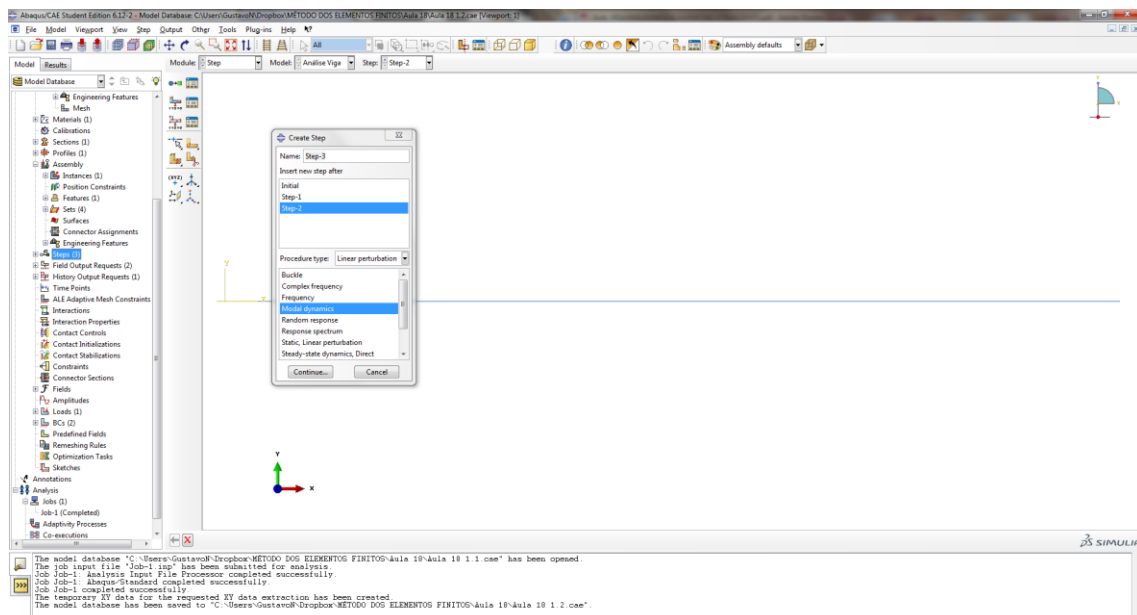 Abaqus/CAE Student Edition 6.12-2 - Model Database: C:\Users\GustavoN\Dropbox\MÉTODO DOS ELEMENTOS FINITOS\Aula 18\Aula 18 1.2.cae [Viewport: 1]
File Model Viewport View Step Output Other Tools Plug-ins Help
All
Assembly defaults
Model Results
Module: Step Model: Análise Viga Step: Step-2
Model Database
Engineering Features
Mesh
Materials (1)
Calibrations
Sections (1)
Profiles (1)
Assembly
Instances (1)
Position Constraints
Features (1)
Sets (4)
Surfaces
Connector Assignments
Engineering Features
Steps (3)
Field Output Requests (2)
History Output Requests (1)
Time Points
ALE Adaptive Mesh Constraints
Interactions
Interaction Properties
Contact Controls
Contact Initializations
Contact Stabilizations
Constraints
Connector Sections
Fields
Amplitudes
Loads (1)
BCs (2)
Predefined Fields
Remeshing Rules
Optimization Tasks
Sketches
Annotations
Analysis
Jobs (1)
Job-1 (Completed)
Adaptivity Processes
Co-executions
Create Step
Name: Step-3
Insert new step after
Initial
Step-1
Step-2
Procedure type: Linear perturbation
Buckle
Complex frequency
Frequency
Modal dynamics
Random response
Response spectrum
Static, Linear perturbation
Steady-state dynamics, Direct
Continue... Cancel
Y
X
SIMULIA
The model database "C:\Users\GustavoN\Dropbox\MÉTODO DOS ELEMENTOS FINITOS\Aula 18\Aula 18 1.1.cae" has been opened.
The job input file "Job-1.inp" has been submitted for analysis.
Job Job-1: Analysis Input File Processor completed successfully.
Job Job-1: Abaqus/Standard completed successfully.
Job Job-1 completed successfully.
The temporary XY data for the requested XY data extraction has been created.
The model database has been saved to "C:\Users\GustavoN\Dropbox\MÉTODO DOS ELEMENTOS FINITOS\Aula 18\Aula 18 1.2.cae".